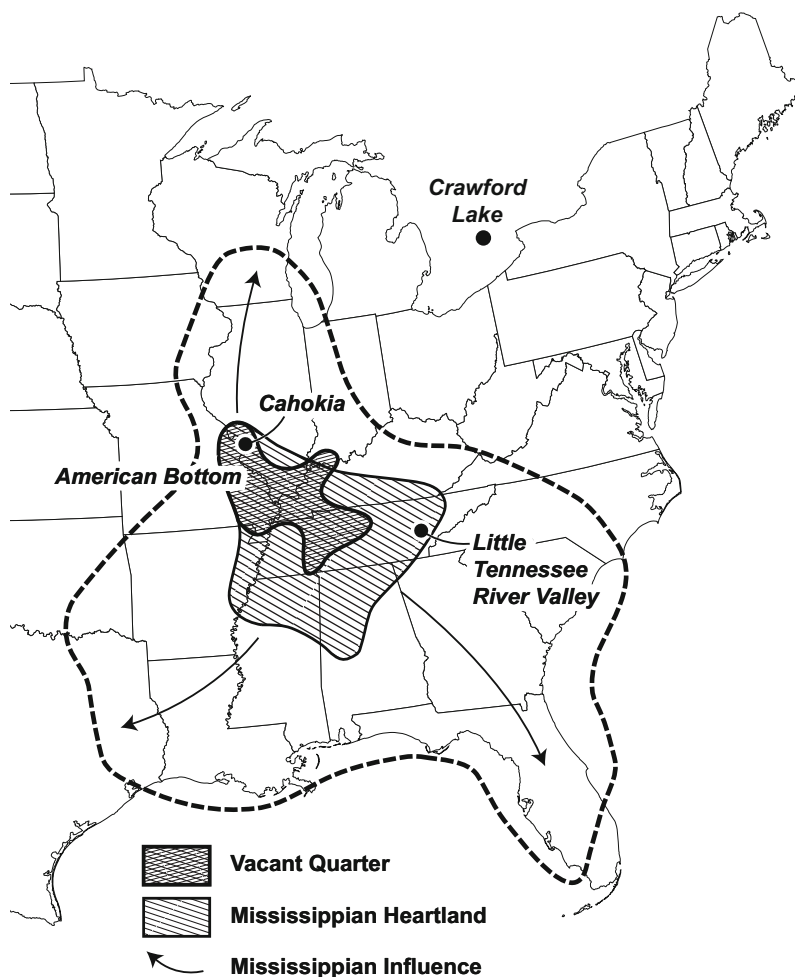 Crawford
Lake
Cahokia
American Bottom
Little
Tennessee
River Valley
Vacant Quarter
Mississippian Heartland
Mississippian Influence